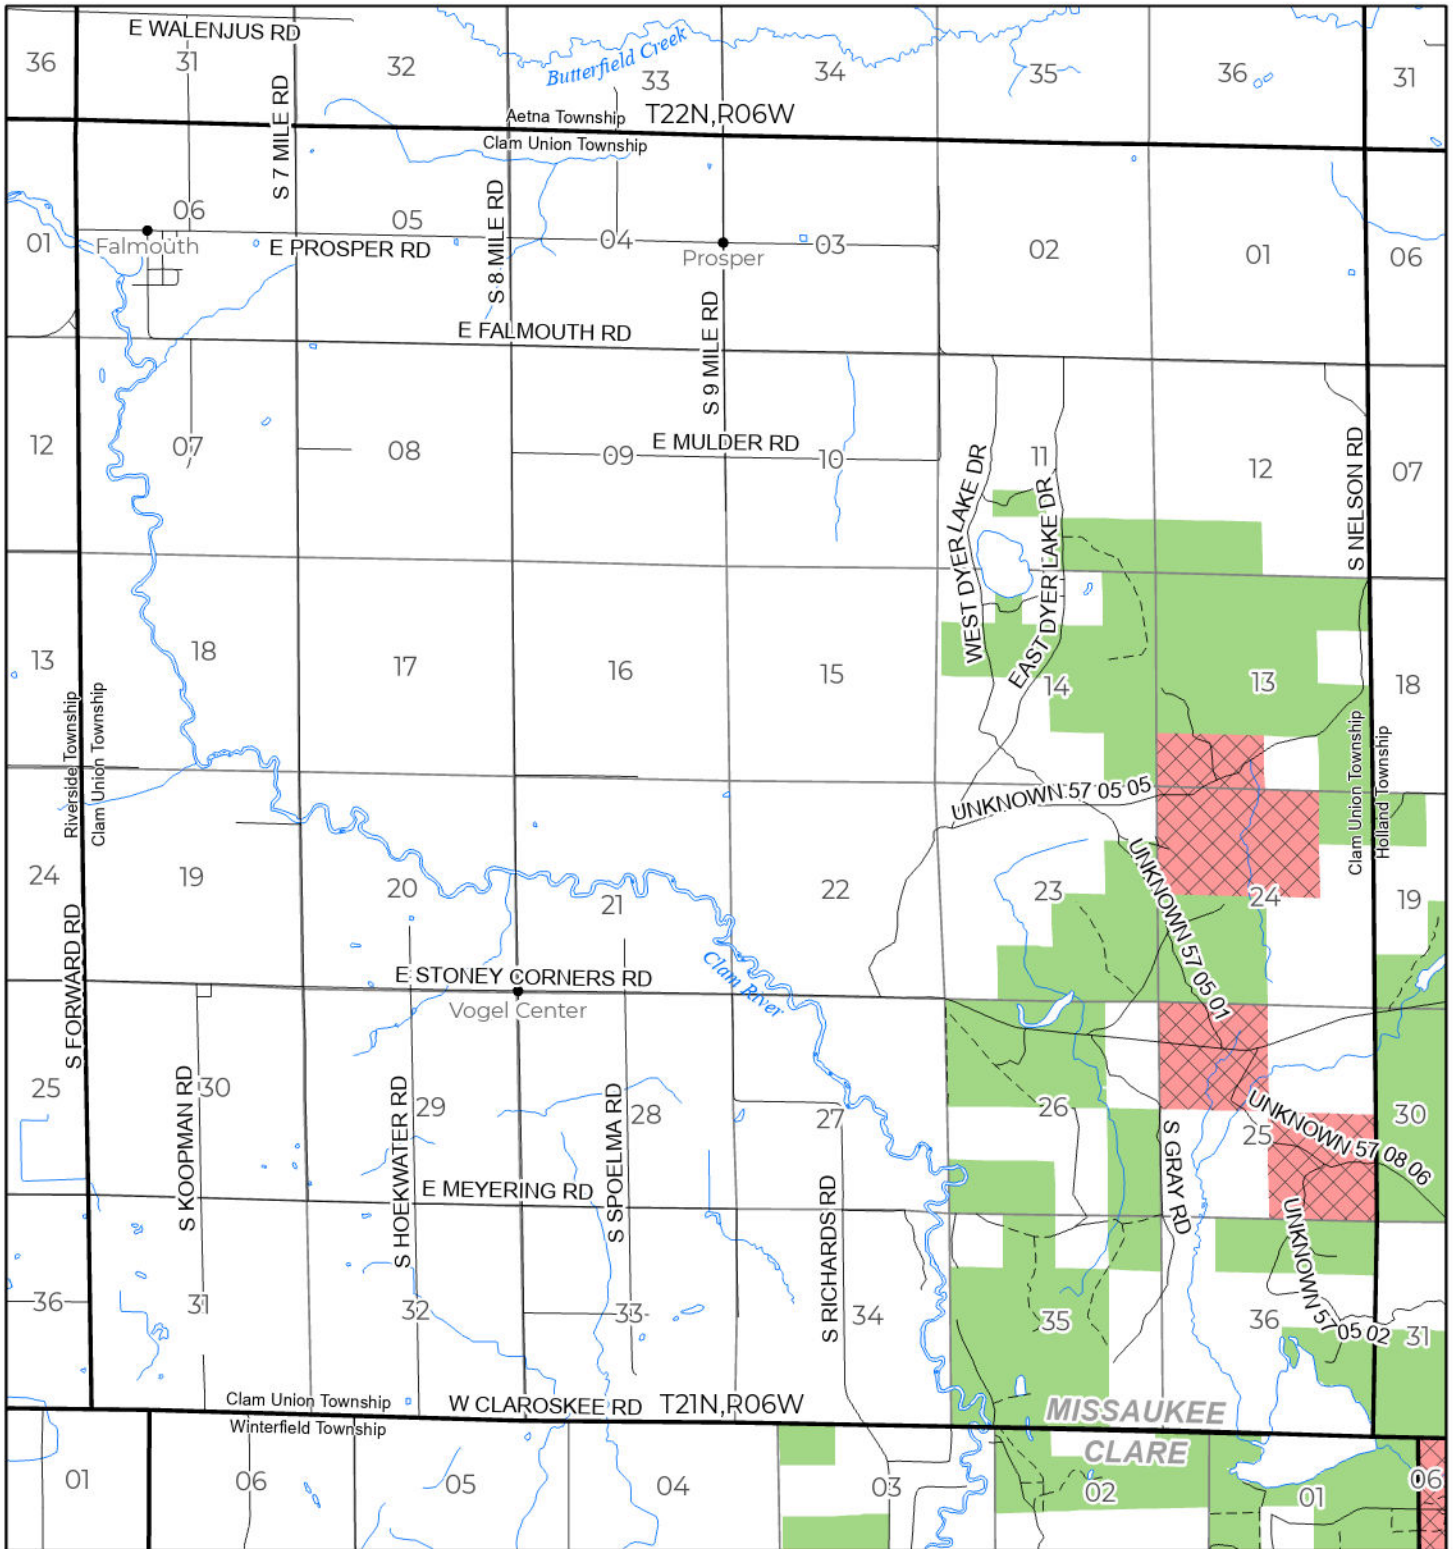 E WALENJUS RD
36
31
32
Butterfield Creek
33
34
35
36
31
S 7 MILE RD
Aetna Township
T22N,R06W
Clam Union Township
06
05
S 8 MILE RD
01
Falmouth
E PROSPER RD
04
Prosper
03
02
01
06
E FALMOUTH RD
S 9 MILE RD
12
07
08
09
E MULDER RD
10
11
12
S NELSON RD
07
WEST DYER LAKE DR
EAST DYER LAKE DR
13
18
17
16
15
14
13
18
Riverside Township
Clam Union Township
Clam Union Township
Holland Township
UNKNOWN 57 05 05
UNKNOWN 57 05 01
24
19
20
21
22
23
24
19
S FORWARD RD
E STONEY CORNERS RD
Vogel Center
Clam River
25
S KOOPMAN RD
30
S HOEKWATER RD
29
S SPOELMA RD
28
27
26
S GRAY RD
25
UNKNOWN 57 08 06
30
E MEYERING RD
S RICHARDS RD
UNKNOWN 57 05 02
36
31
32
33
34
35
36
31
Clam Union Township
W CLAROSKEE RD
T21N,R06W
MISSAUKEE
Winterfield Township
CLARE
01
06
05
04
03
02
01
06